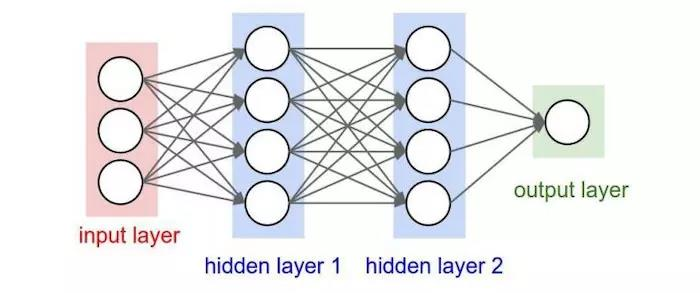 input layer
hidden layer 1
hidden layer 2
output layer